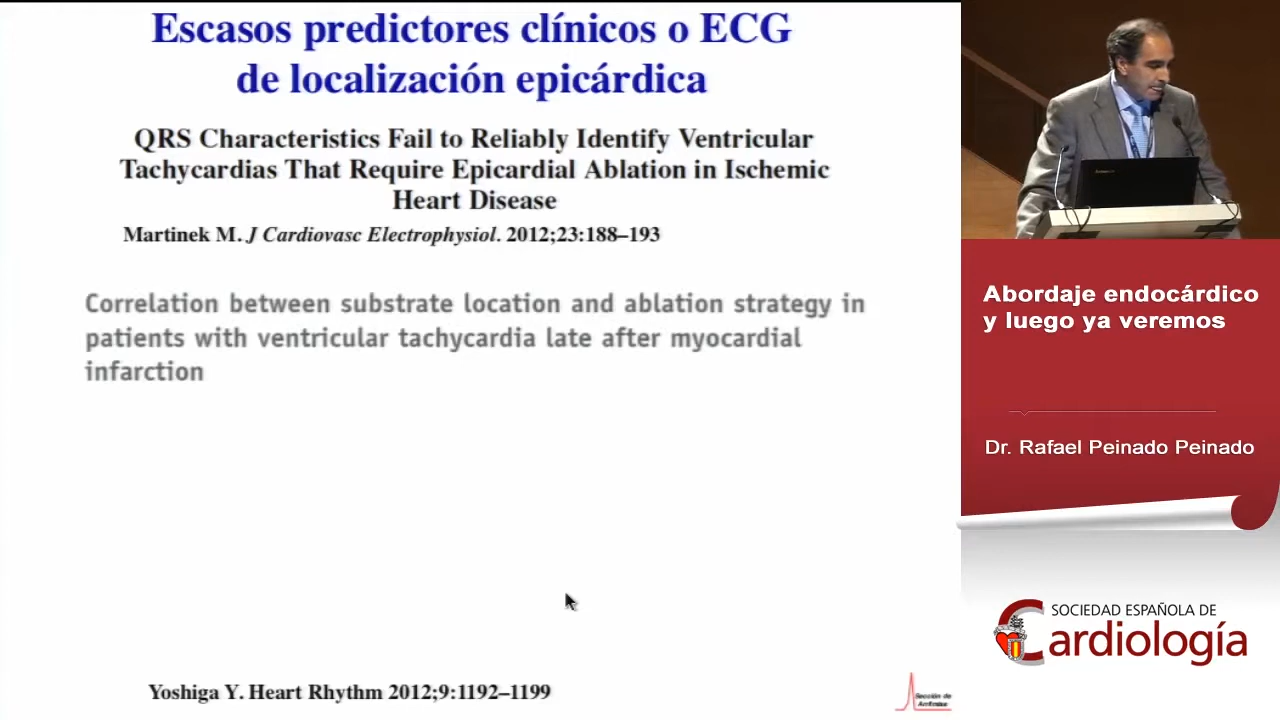 Escasos predictores clínicos o ECG
de localización epicárdica
QRS Characteristics Fail to Reliably Identify Ventricular
Tachycardias That Require Epicardial Ablation in Ischemic
Heart Disease
Martinek M. J Cardiovasc Electrophysiol. 2012;23:188–193
Correlation between substrate location and ablation strategy in
patients with ventricular tachycardia late after myocardial
infarction
Yoshiga Y. Heart Rhythm 2012;9:1192–1199
Sección de
Arritmias
Abordaje endocárdico
y luego ya veremos
Dr. Rafael Peinado Peinado
SOCIEDAD ESPAÑOLA DE
Cardiología